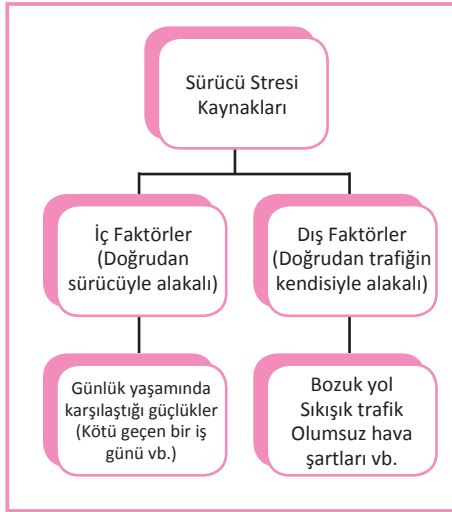 Sürücü Stresi
Kaynakları
İç Faktörler
(Doğrudan
sürücüyle alakalı)
Dış Faktörler
(Doğrudan trafiğin
kendisiyle alakalı)
Günlük yaşamında
karşılaştığı güçlükler
(Kötü geçen bir iş
günü vb.)
Bozuk yol
Sıkışık trafik
Olumsuz hava
şartları vb.